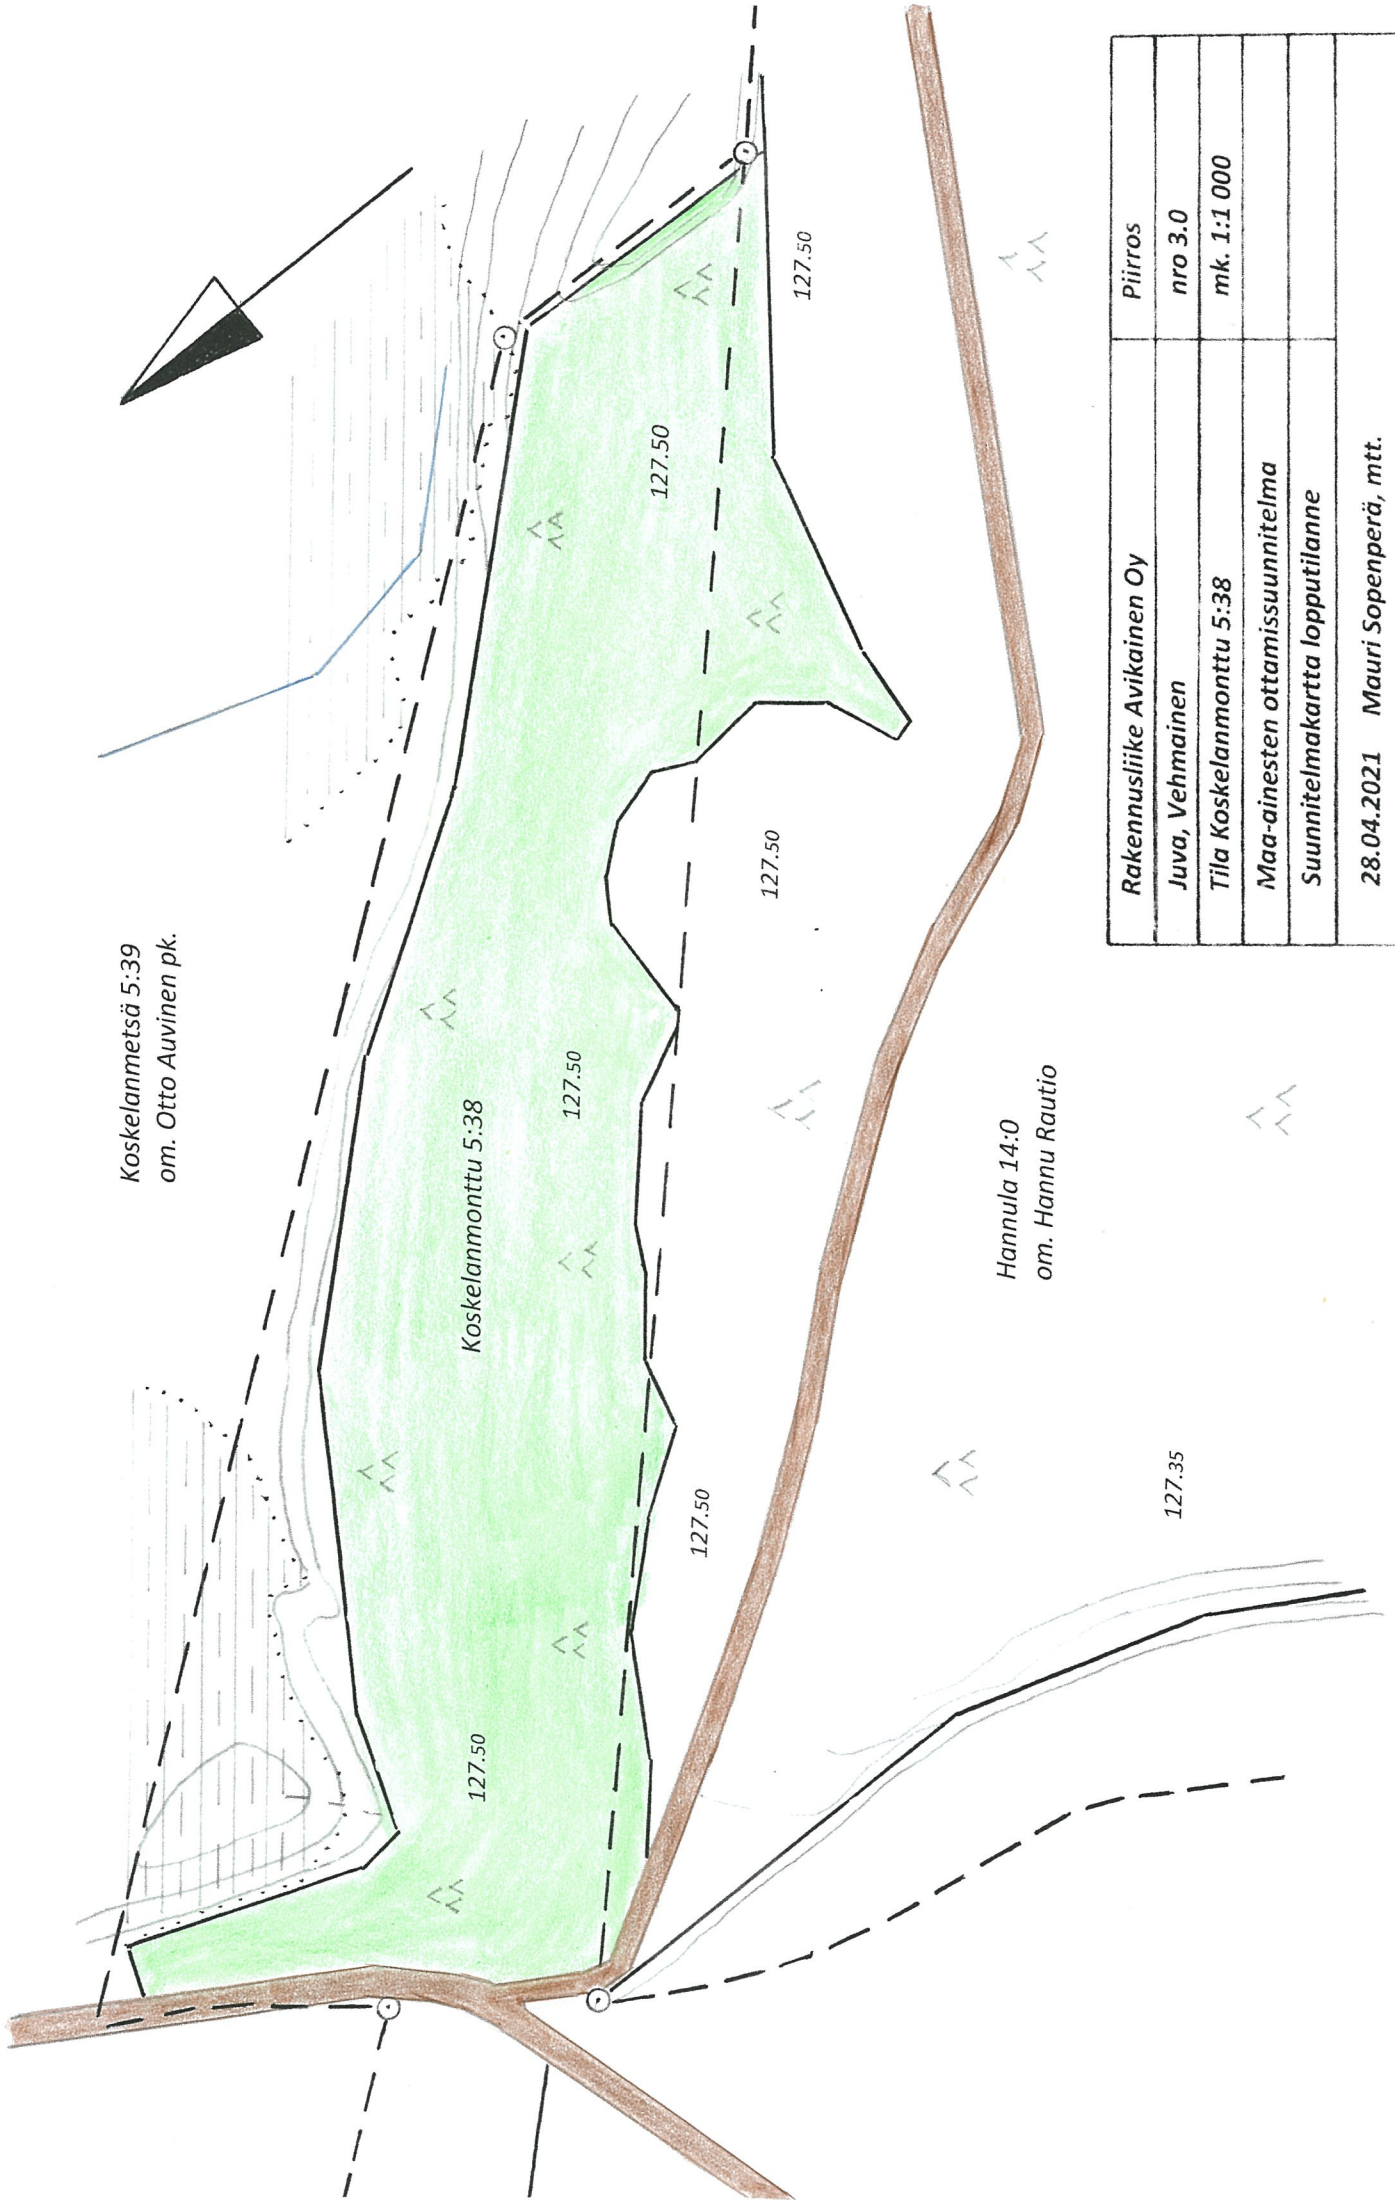 Koskelanmetsä 5:39
om. Otto Auvinen pk.
Koskelanmonttu 5:38
127.50
127.50
127.50
127.50
127.50
127.50
Hannula 14:0
om. Hannu Rautio
127.35
Rakennusliike Avikainen Oy Piirros
Juva, Vehmainen nro 3.0
Tila Koskelanmonttu 5:38 mk. 1:1 000
Maa-ainesten ottamissuunnitelma
Suunnitelmakartta lopputilanne
28.04.2021 Mauri Sopenperä, mtt.